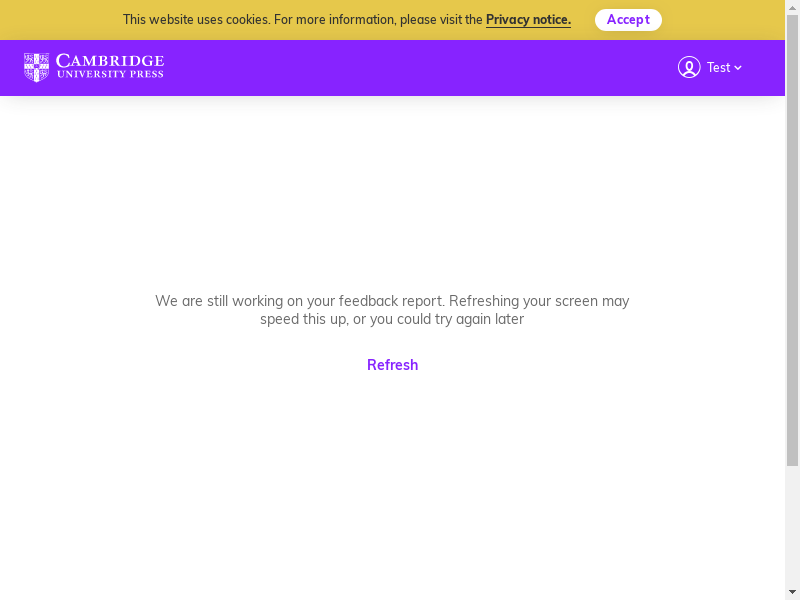 This website uses cookies. For more information, please visit the Privacy notice.
Accept
CAMBRIDGE
UNIVERSITY PRESS
Test
We are still working on your feedback report. Refreshing your screen may
speed this up, or you could try again later
Refresh